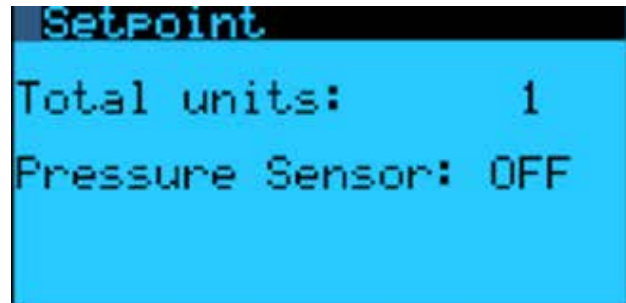 Setpoint
Total units: 1
Pressure Sensor: OFF